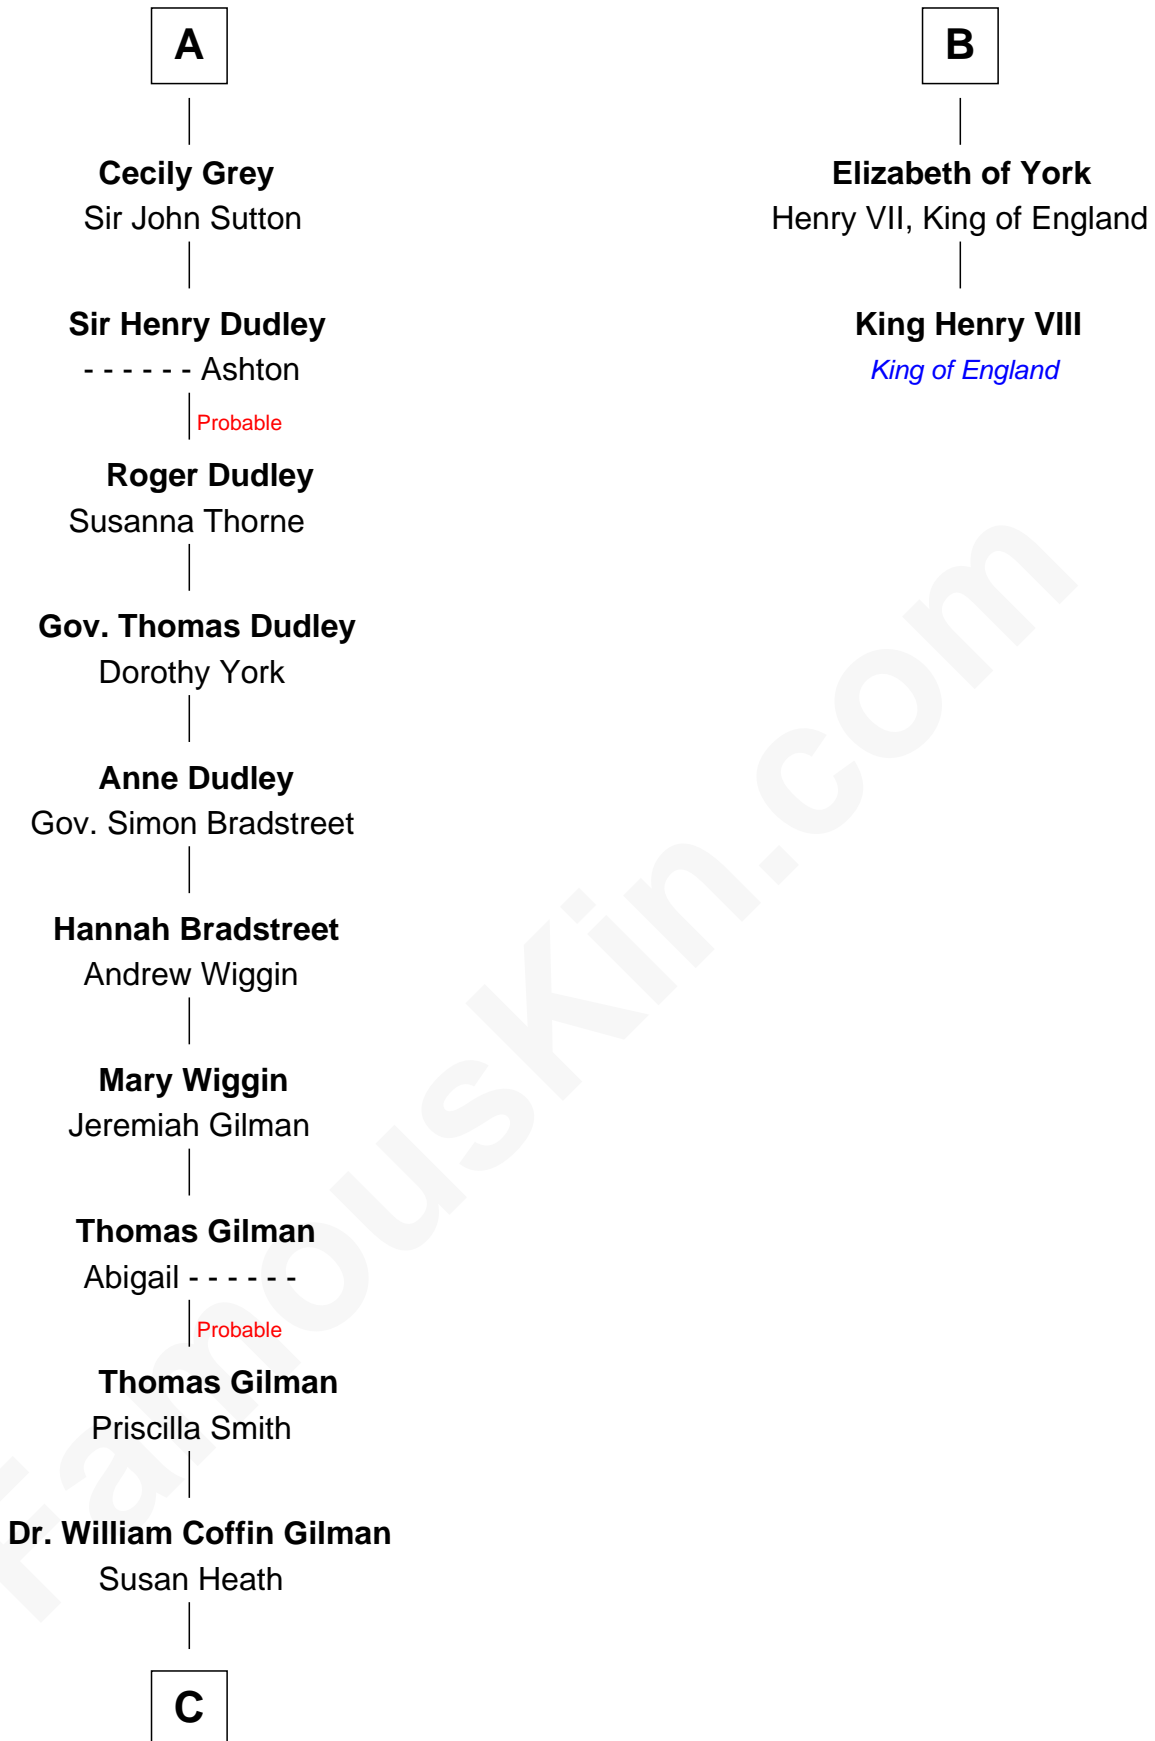 A
Cecily Grey
Sir John Sutton
Sir Henry Dudley
- - - - - - Ashton
Probable
Roger Dudley
Susanna Thorne
Gov. Thomas Dudley
Dorothy York
Anne Dudley
Gov. Simon Bradstreet
Hannah Bradstreet
Andrew Wiggin
Mary Wiggin
Jeremiah Gilman
Thomas Gilman
Abigail - - - - - -
Probable
Thomas Gilman
Priscilla Smith
Dr. William Coffin Gilman
Susan Heath
C
B
Elizabeth of York
Henry VII, King of England
King Henry VIII
King of England
FamousKin.com